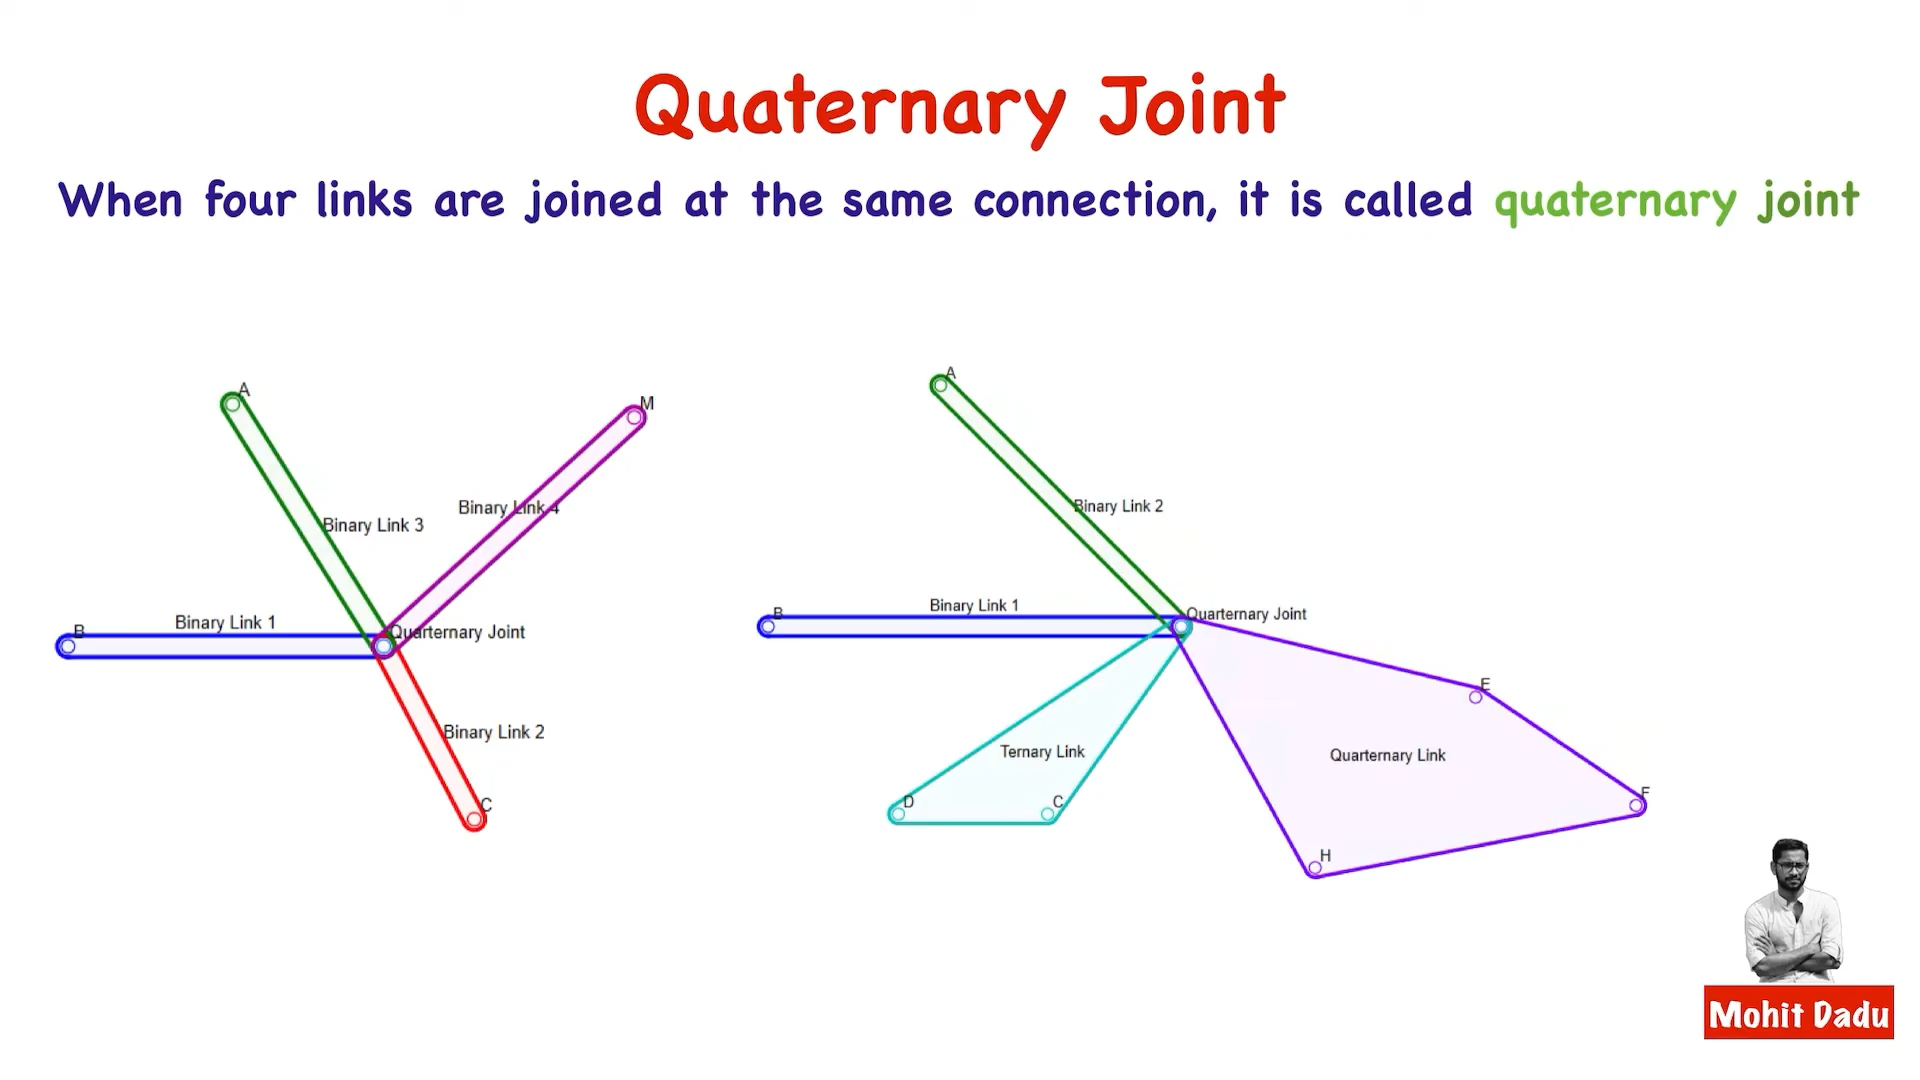 Quaternary Joint
When four links are joined at the same connection, it is called quaternary joint
A
M
Binary Link 3
Binary Link 4
B
Binary Link 1
Quarternary Joint
Binary Link 2
C
A
Binary Link 2
B
Binary Link 1
Quarternary Joint
E
Ternary Link
Quarternary Link
D
C
F
H
Mohit Dadu